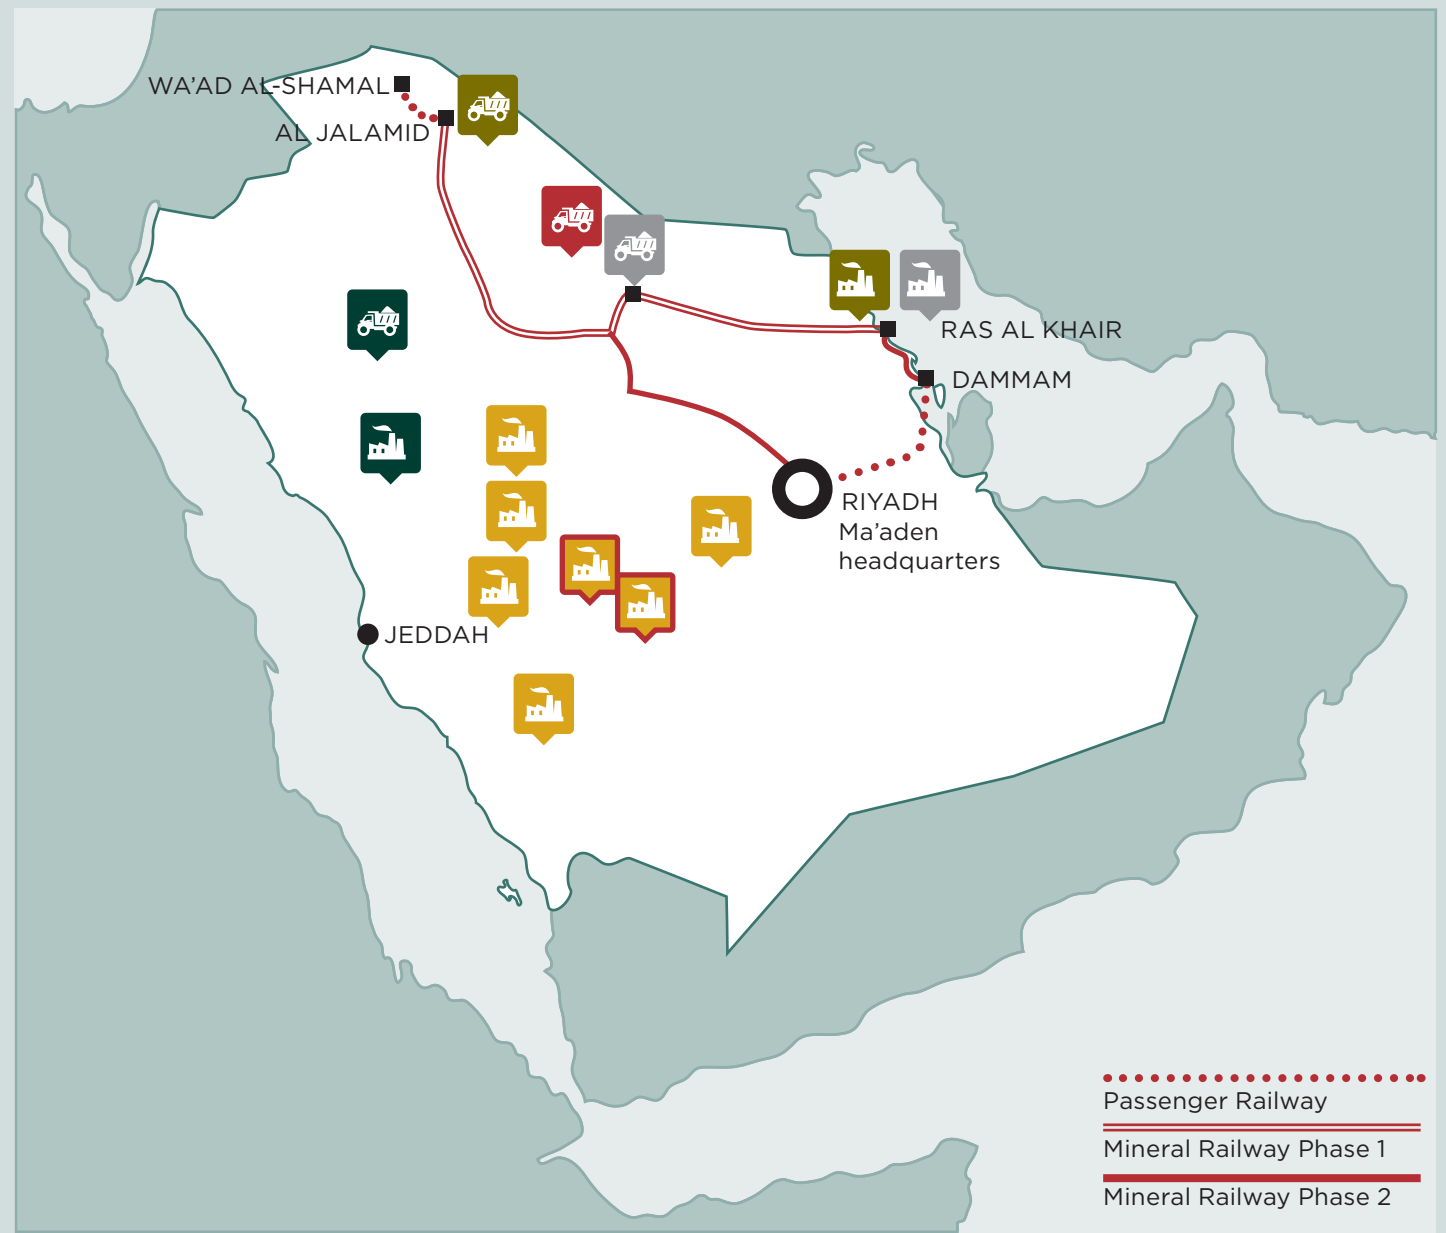 WA'AD AL-SHAMAL
AL JALAMID
RAS AL KHAIR
DAMMAM
RIYADH
Ma'aden
headquarters
JEDDAH
Passenger Railway
Mineral Railway Phase 1
Mineral Railway Phase 2